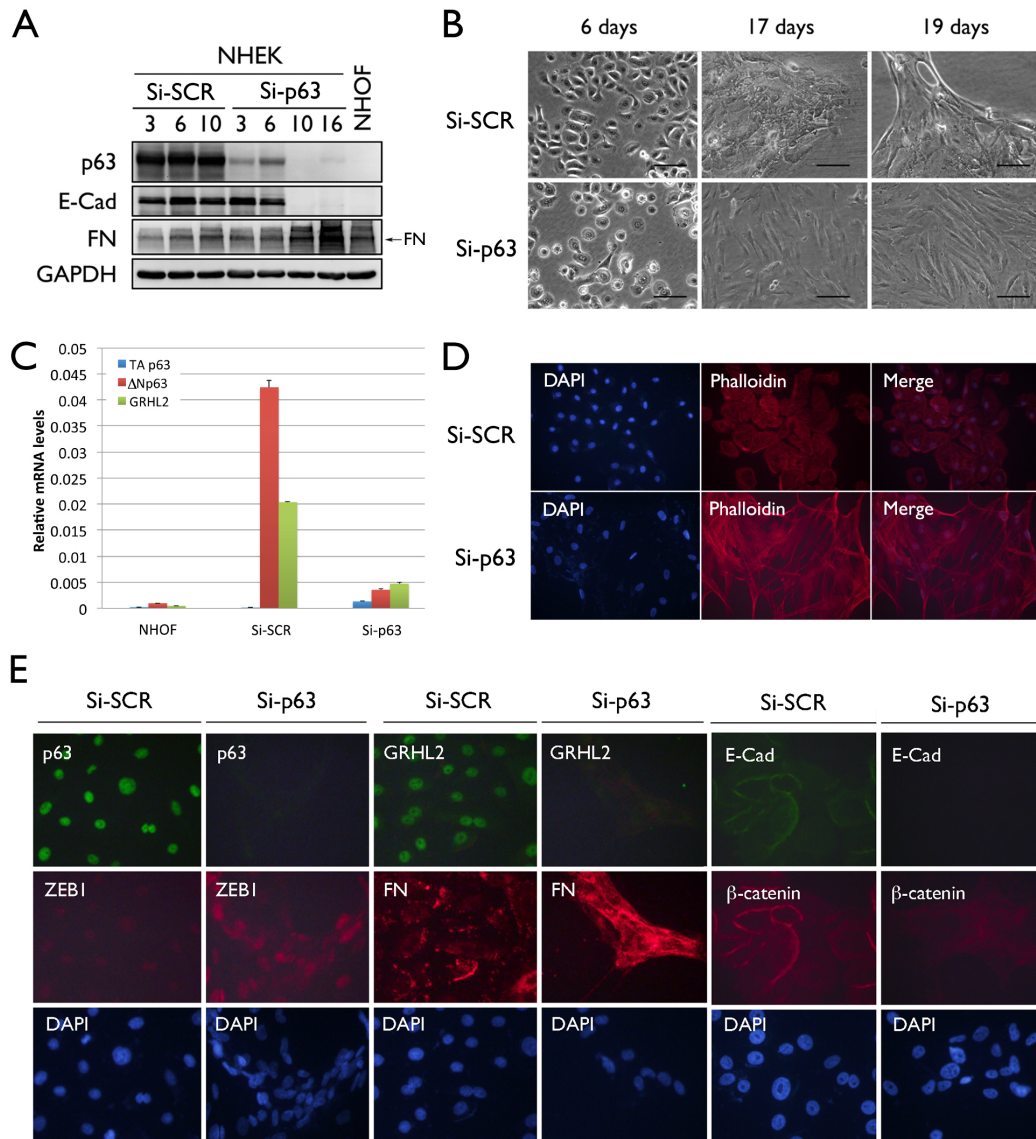 A
NHEK
Si-SCR Si-p63 NHOF
3 6 10 3 6 10 16
p63
E-Cad
FN
←FN
GAPDH
B
6 days 17 days 19 days
Si-SCR
Si-p63
C
Relative mRNA levels
0.05
0.045
0.04
0.035
0.03
0.025
0.02
0.015
0.01
0.005
0
TA p63
ΔNp63
GRHL2
NHOF Si-SCR Si-p63
D
Si-SCR
DAPI Phalloidin Merge
Si-p63
DAPI Phalloidin Merge
E
Si-SCR Si-p63 Si-SCR Si-p63 Si-SCR Si-p63
p63 p63 GRHL2 GRHL2 E-Cad E-Cad
ZEB1 ZEB1 FN FN β-catenin β-catenin
DAPI DAPI DAPI DAPI DAPI DAPI